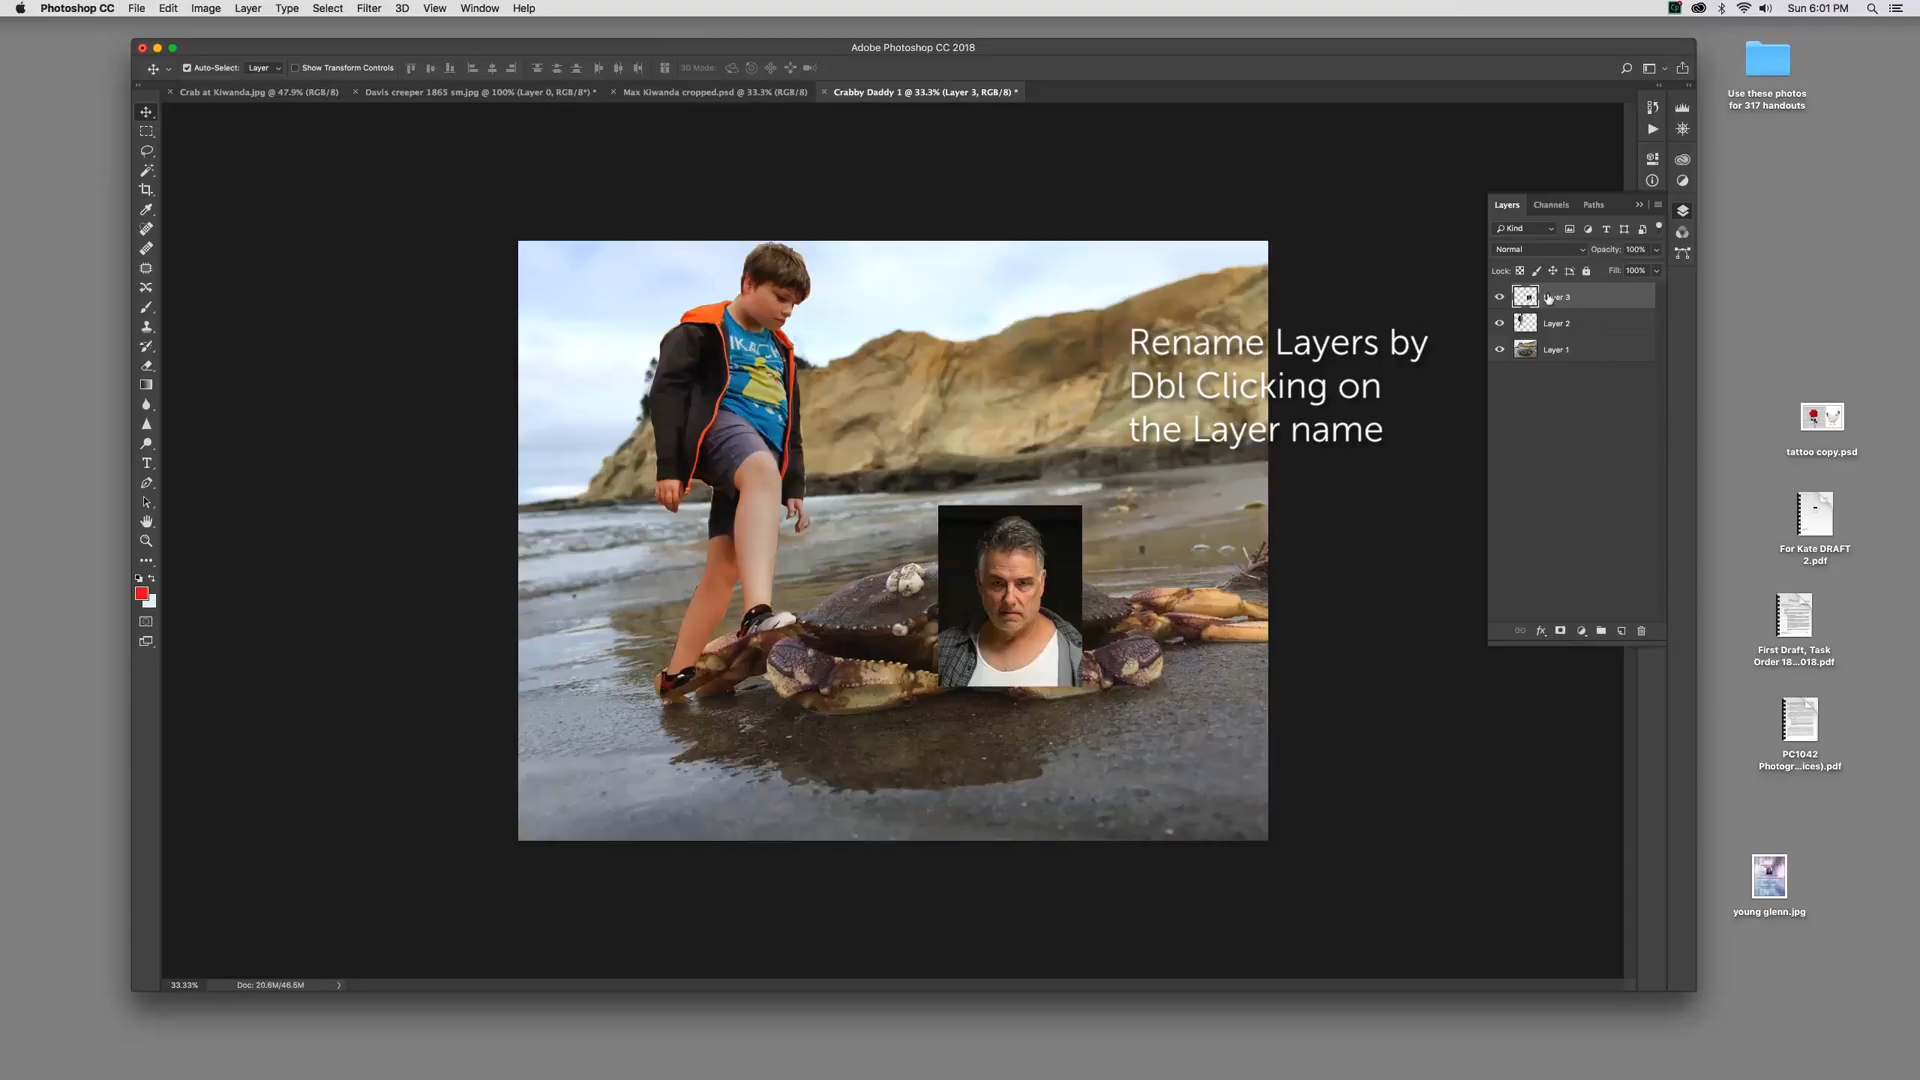 Photoshop CC File Edit Image Layer Type Select Filter 3D View Window Help Sun 6:01 PM
Adobe Photoshop CC 2018
Auto-Select: Layer Show Transform Controls 3D Mode:
Crab at Kiwanda.jpg @ 47.9% (RGB/8) Davis creeper 1865 sm.jpg @ 100% (Layer 0, RGB/8*) * Max Kiwanda cropped.psd @ 33.3% (RGB/8) Crabby Daddy 1 @ 33.3% (Layer 3, RGB/8) *
Use these photos
for 317 handouts
Layers Channels Paths
Kind
Normal Opacity: 100%
Lock: Fill: 100%
Layer 3
Layer 2
Layer 1
Rename Layers by
Dbl Clicking on
the Layer name
tattoo copy.psd
For Kate DRAFT
2.pdf
First Draft, Task
Order 18...018.pdf
PC1042
Photogr...ices).pdf
young glenn.jpg
33.33% Doc: 20.6M/46.5M